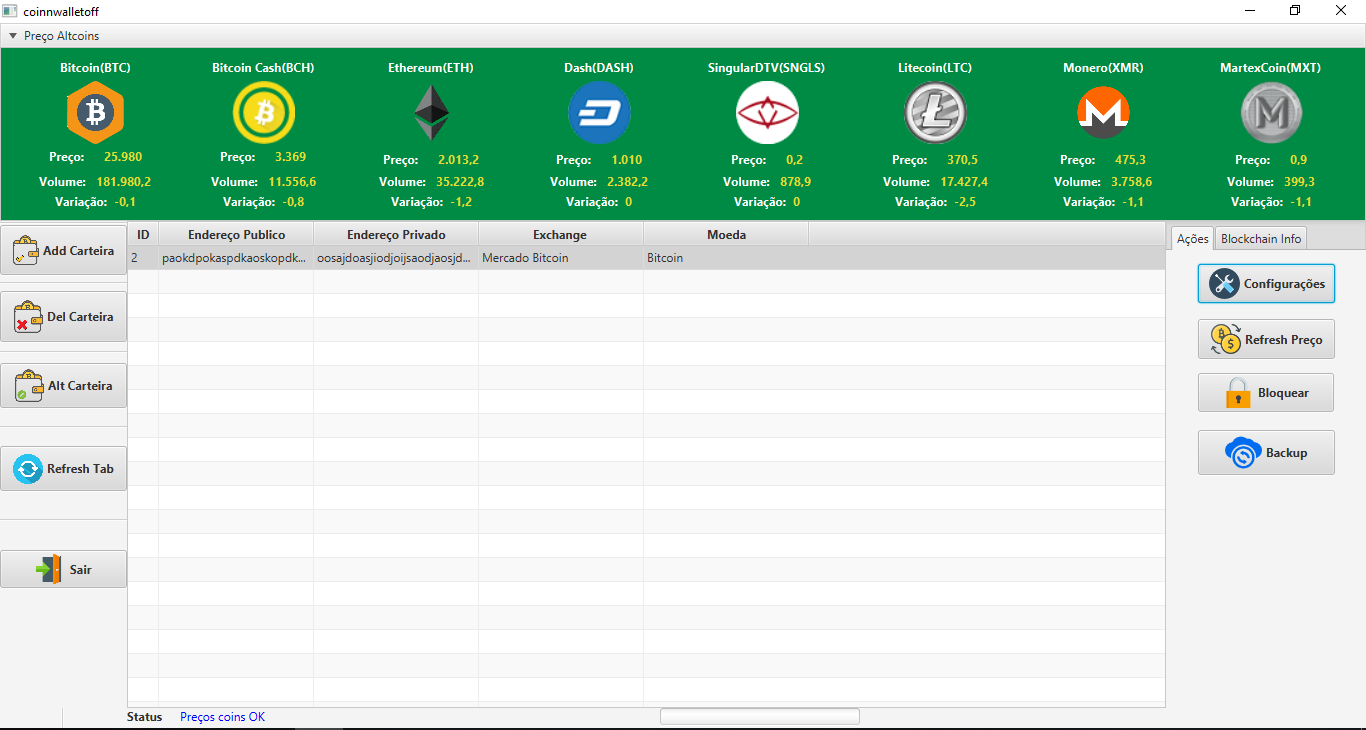 coinnwalletoff
Preço Altcoins
Bitcoin(BTC) Bitcoin Cash(BCH) Ethereum(ETH) Dash(DASH) SingularDTV(SNGLS) Litecoin(LTC) Monero(XMR) MartexCoin(MXT)
Preço: 25.980 Preço: 3.369 Preço: 2.013,2 Preço: 1.010 Preço: 0,2 Preço: 370,5 Preço: 475,3 Preço: 0,9
Volume: 181.980,2 Volume: 11.556,6 Volume: 35.222,8 Volume: 2.382,2 Volume: 878,9 Volume: 17.427,4 Volume: 3.758,6 Volume: 399,3
Variação: -0,1 Variação: -0,8 Variação: -1,2 Variação: 0 Variação: 0 Variação: -2,5 Variação: -1,1 Variação: -1,1
Add Carteira
Del Carteira
Alt Carteira
Refresh Tab
Sair
ID Endereço Publico Endereço Privado Exchange Moeda
2 paokdpokaspdkaoskopdk... oosajdoasjiodjoijsaodjaosjd... Mercado Bitcoin Bitcoin
Ações Blockchain Info
Configurações
Refresh Preço
Bloquear
Backup
Status Preços coins OK